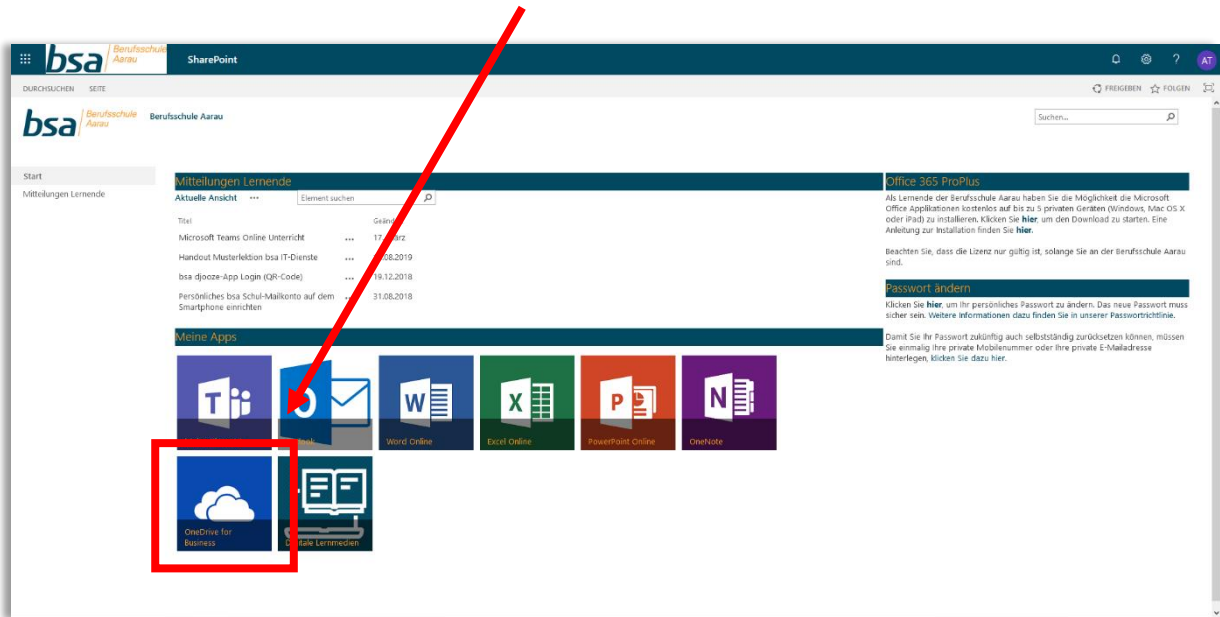 bsa Berufsschule Aarau
SharePoint
AT
DURCHSUCHEN SEITE
FREIGEBEN FOLGEN
bsa Berufsschule Aarau
Berufsschule Aarau
Suchen...
Start
Mitteilungen Lernende
Mitteilungen Lernende
Aktuelle Ansicht ... Element suchen
Titel
Microsoft Teams Online Unterricht ... 17.
Handout Musterlektion bsa IT-Dienste ... .08.2019
bsa djooze-App Login (QR-Code) ... 19.12.2018
Persönliches bsa Schul-Mailkonto auf dem ... 31.08.2018
Smartphone einrichten
Meine Apps
Word Online
Excel Online
PowerPoint Online
OneNote
OneDrive for
Business
Lernmedien
Office 365 ProPlus
Als Lernende der Berufsschule Aarau haben Sie die Möglichkeit die Microsoft
Office Applikationen kostenlos auf bis zu 5 privaten Geräten (Windows, Mac OS X
oder iPad) zu installieren. Klicken Sie hier, um den Download zu starten. Eine
Anleitung zur Installation finden Sie hier.
Beachten Sie, dass die Lizenz nur gültig ist, solange Sie an der Berufsschule Aarau
sind.
Passwort ändern
Klicken Sie hier, um Ihr persönliches Passwort zu ändern. Das neue Passwort muss
sicher sein. Weitere Informationen dazu finden Sie in unserer Passwortrichtlinie.
Damit Sie Ihr Passwort zukünftig auch selbstständig zurücksetzen können, müssen
Sie einmalig Ihre private Mobilenummer oder Ihre private E-Mailadresse
hinterlegen, klicken Sie dazu hier.